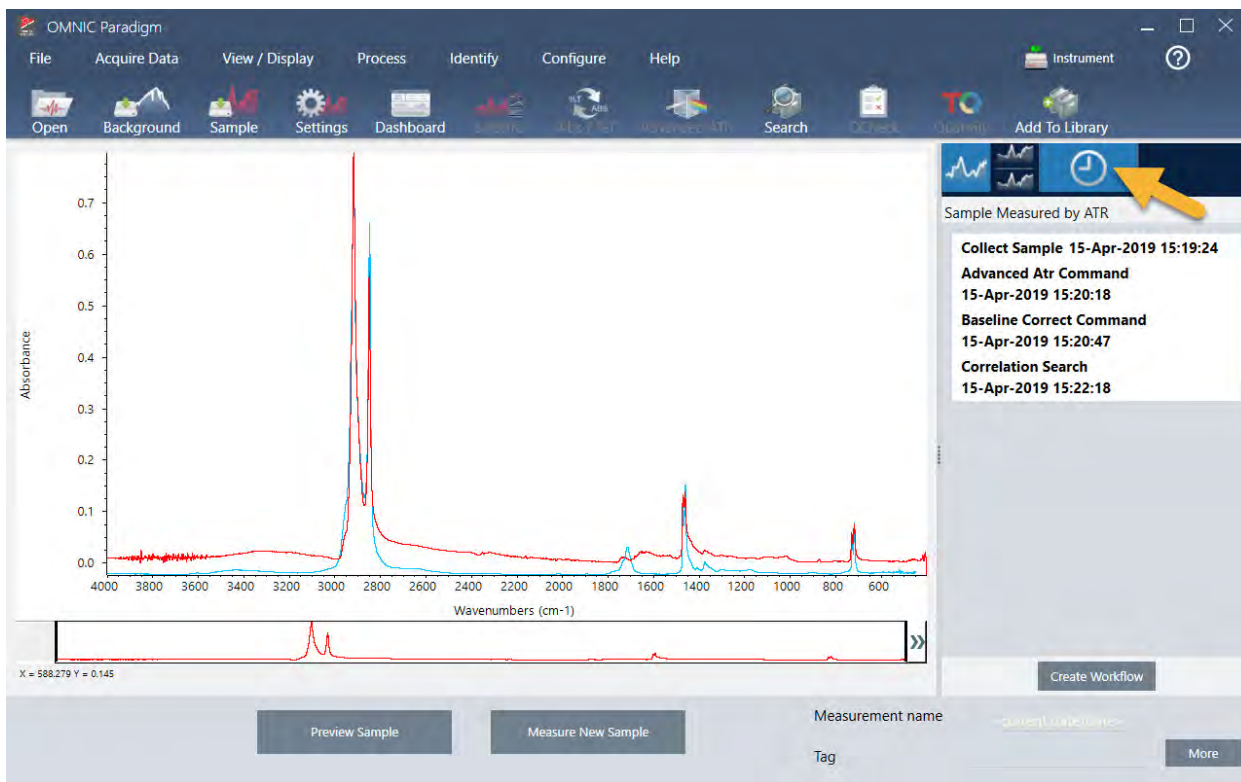 OMNIC Paradigm
File Acquire Data View / Display Process Identify Configure Help Instrument
Open Background Sample Settings Dashboard Search QCheck Quantify Add To Library
Sample Measured by ATR
Collect Sample 15-Apr-2019 15:19:24
Advanced Atr Command
15-Apr-2019 15:20:18
Baseline Correct Command
15-Apr-2019 15:20:47
Correlation Search
15-Apr-2019 15:22:18
Absorbance
0.7
0.6
0.5
0.4
0.3
0.2
0.1
0.0
4000 3800 3600 3400 3200 3000 2800 2600 2400 2200 2000 1800 1600 1400 1200 1000 800 600
Wavenumbers (cm-1)
X = 588.279 Y = 0.145
Create Workflow
Preview Sample
Measure New Sample
Measurement name
Tag
More